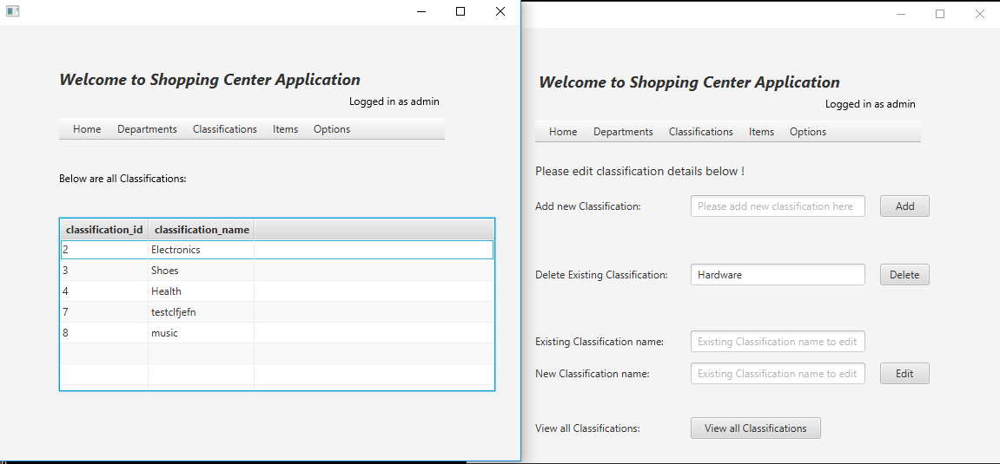 Welcome to Shopping Center Application
Logged in as admin
Home Departments Classifications Items Options
Below are all Classifications:
classification_id classification_name
2 Electronics
3 Shoes
4 Health
7 testclfjefn
8 music
Welcome to Shopping Center Application
Logged in as admin
Home Departments Classifications Items Options
Please edit classification details below !
Add new Classification: Please add new classification here Add
Delete Existing Classification: Hardware Delete
Existing Classification name: Existing Classification name to edit
New Classification name: Existing Classification name to edit Edit
View all Classifications: View all Classifications